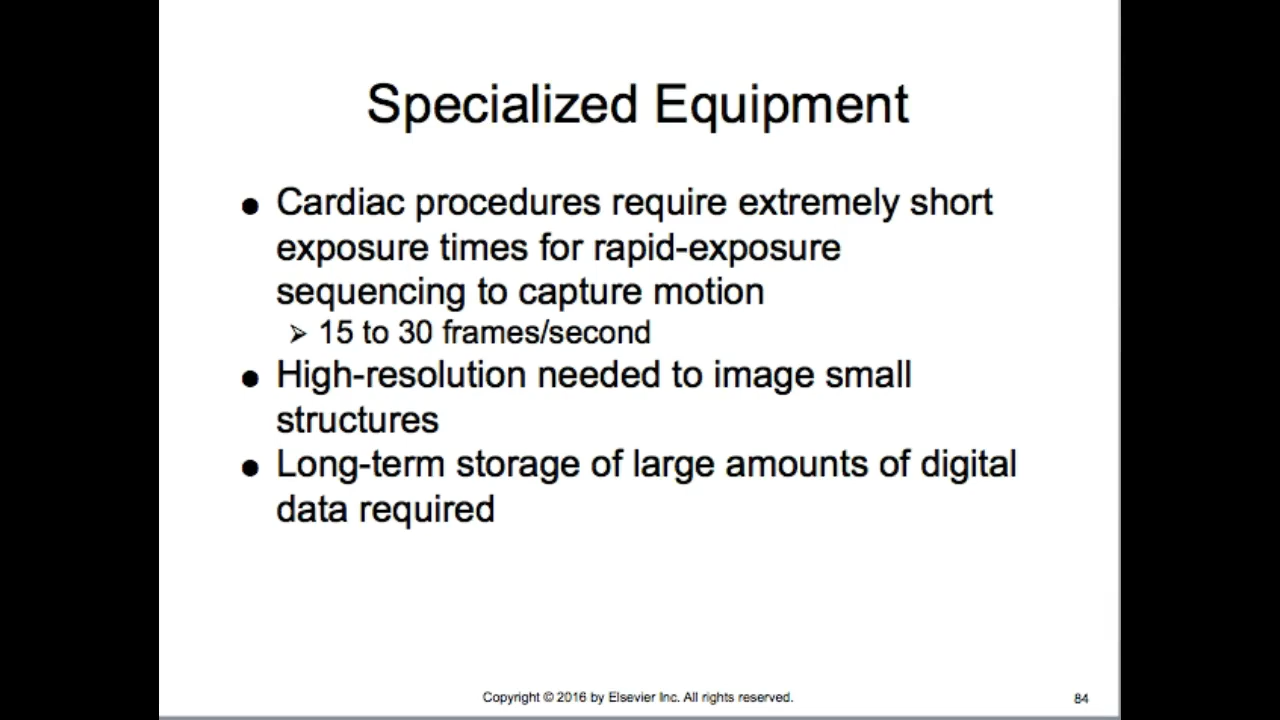 Specialized Equipment
● Cardiac procedures require extremely short
exposure times for rapid-exposure
sequencing to capture motion
➢ 15 to 30 frames/second
● High-resolution needed to image small
structures
● Long-term storage of large amounts of digital
data required
Copyright © 2016 by Elsevier Inc. All rights reserved.
84